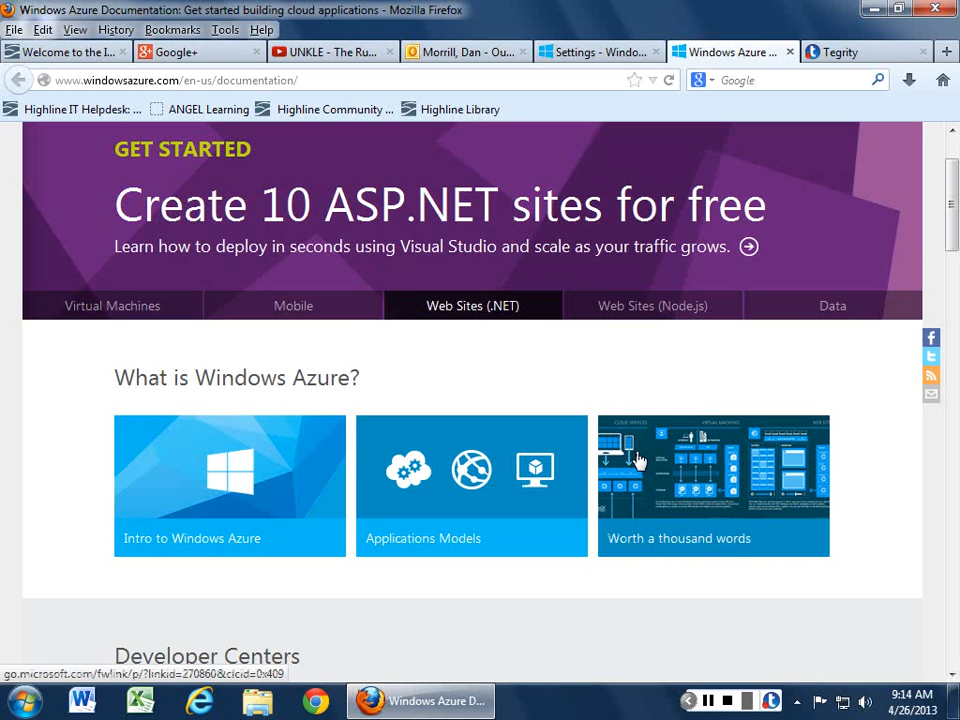 Windows Azure Documentation: Get started building cloud applications - Mozilla Firefox
File Edit View History Bookmarks Tools Help
Welcome to the I... Google+ UNKLE - The Ru... Morrill, Dan - Ou... Settings - Windo... Windows Azure ... Tegrity
www.windowsazure.com/en-us/documentation/ Google
Highline IT Helpdesk: ... ANGEL Learning Highline Community ... Highline Library
GET STARTED
Create 10 ASP.NET sites for free
Learn how to deploy in seconds using Visual Studio and scale as your traffic grows.
Virtual Machines Mobile Web Sites (.NET) Web Sites (Node.js) Data
What is Windows Azure?
CLOUD SERVICES VIRTUAL MACHINES
Intro to Windows Azure Applications Models Worth a thousand words
Developer Centers
go.microsoft.com/fwlink/p/?linkid=270860&clcid=0x409
Windows Azure D...
9:14 AM
4/26/2013